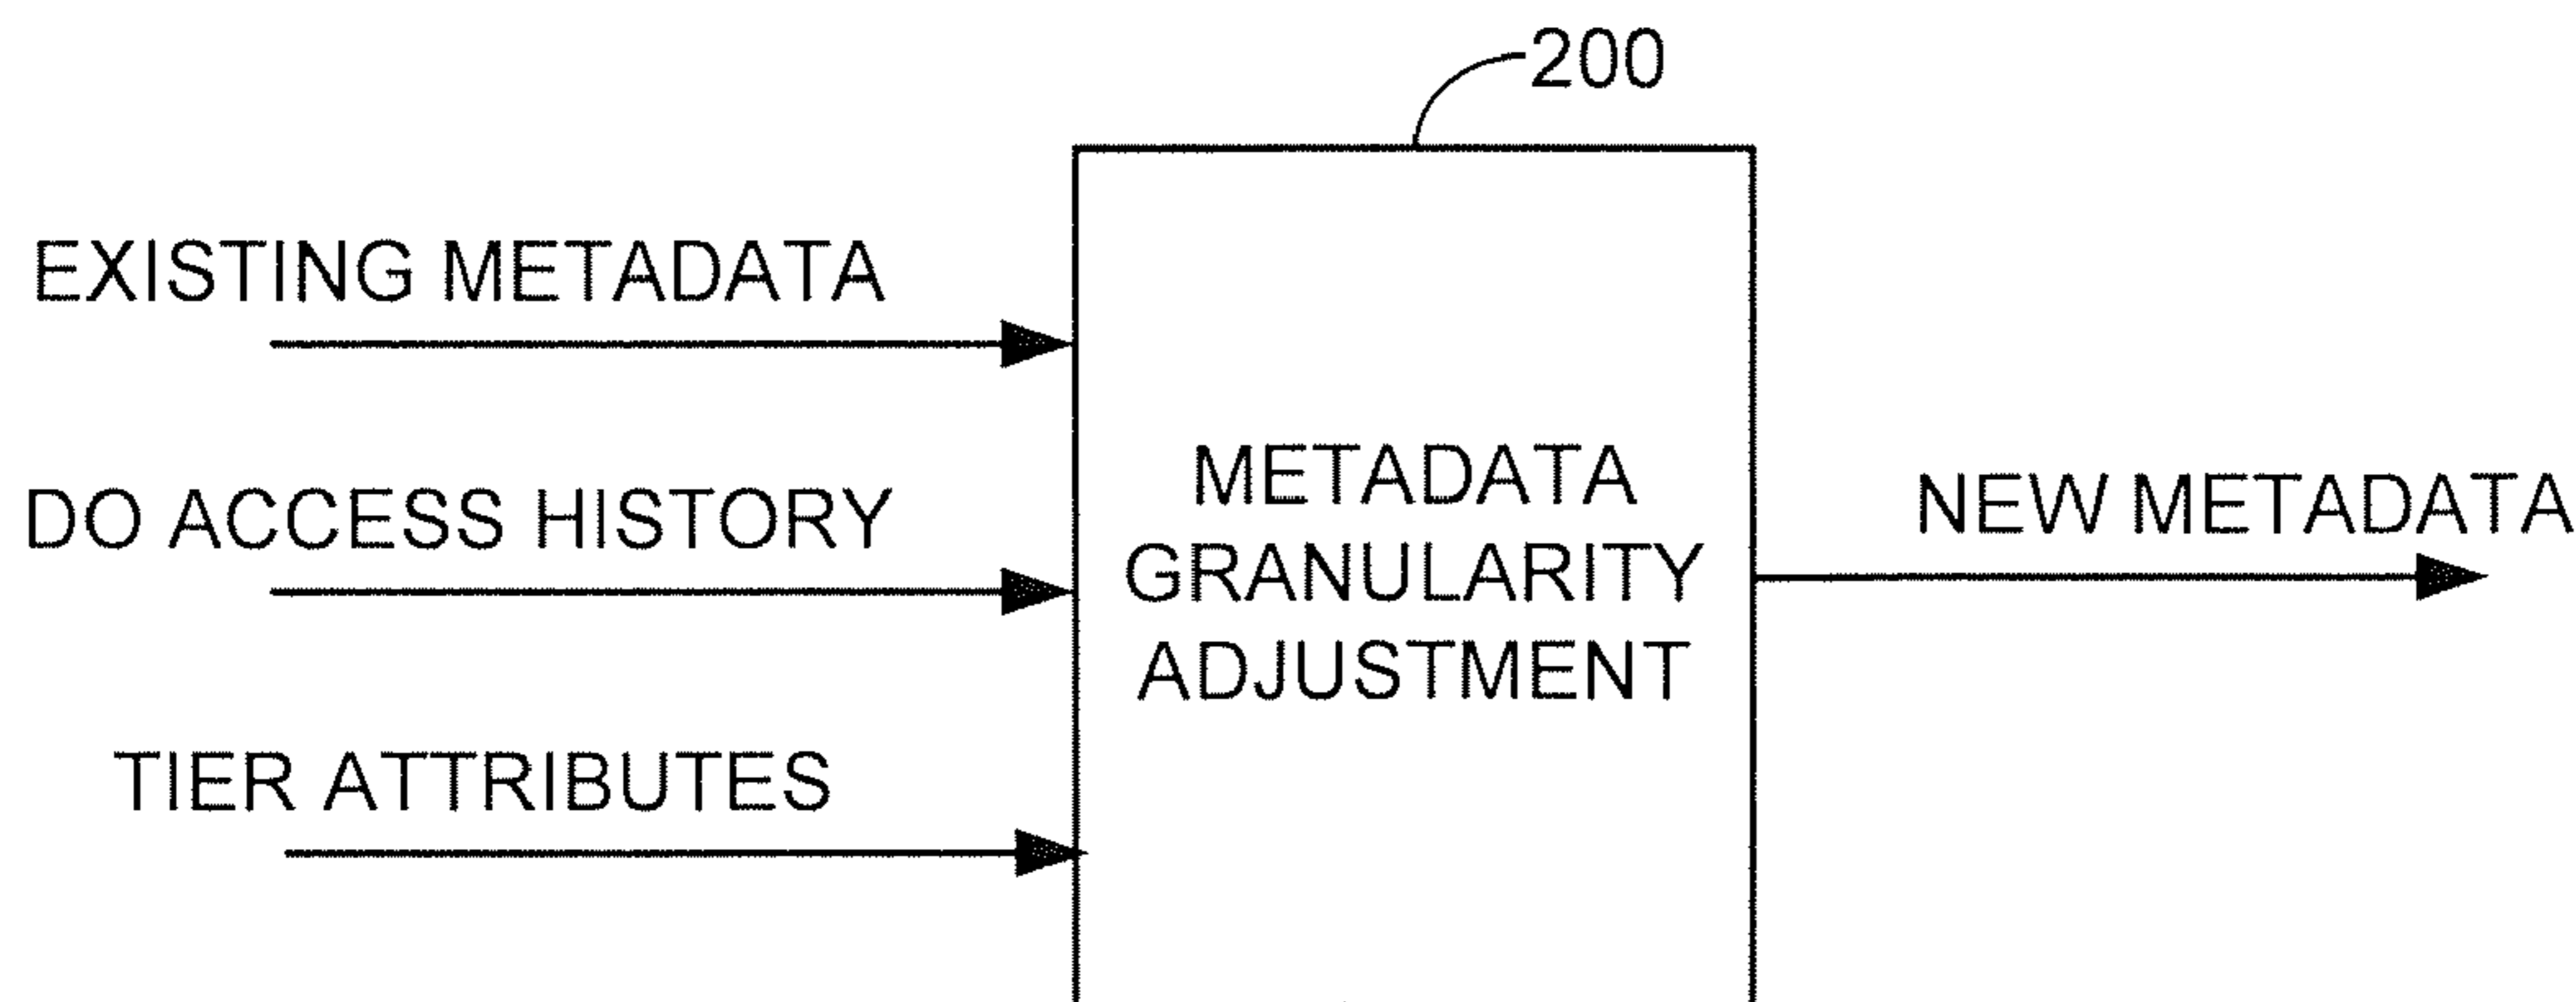 200
EXISTING METADATA
DO ACCESS HISTORY
METADATA
GRANULARITY
ADJUSTMENT
NEW METADATA
TIER ATTRIBUTES